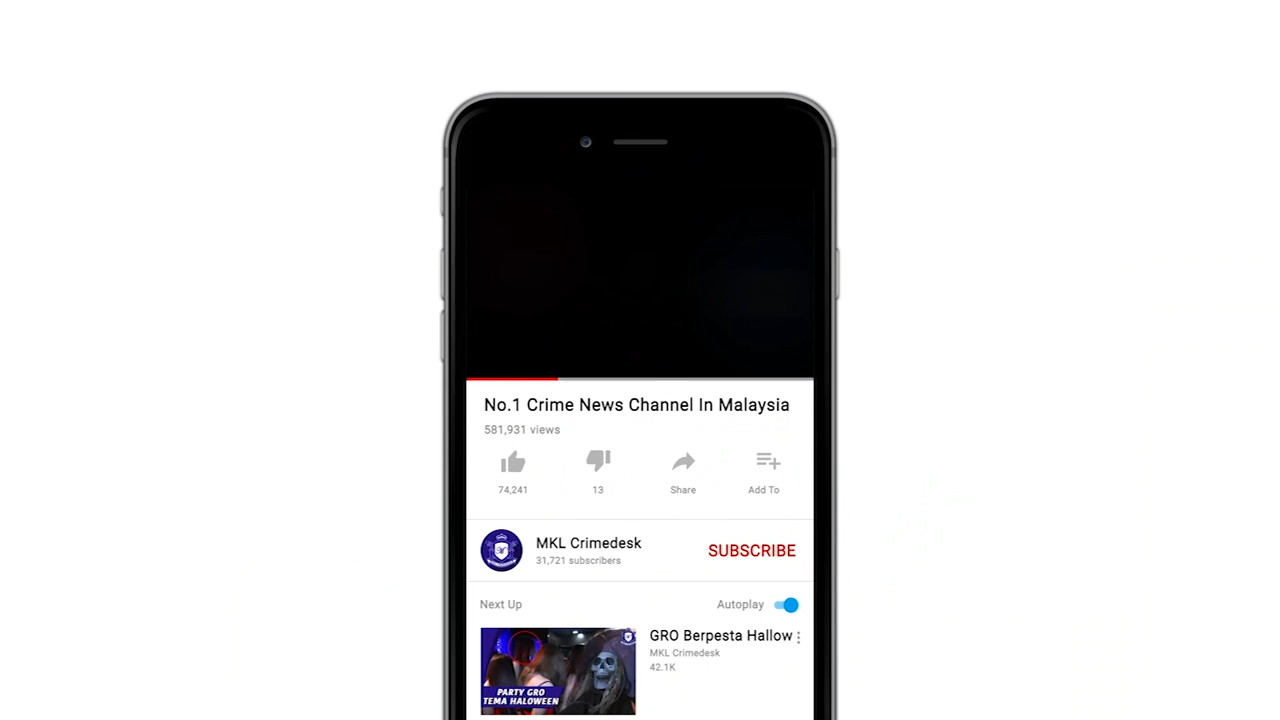 No.1 Crime News Channel In Malaysia
581,931 views
74,241
13
Share
Add To
MKL Crimedesk
31,721 subscribers
SUBSCRIBE
Next Up
Autoplay
GRO Berpesta Hallow
MKL Crimedesk
42.1K
PARTY GRO
TEMA HALOWEEN